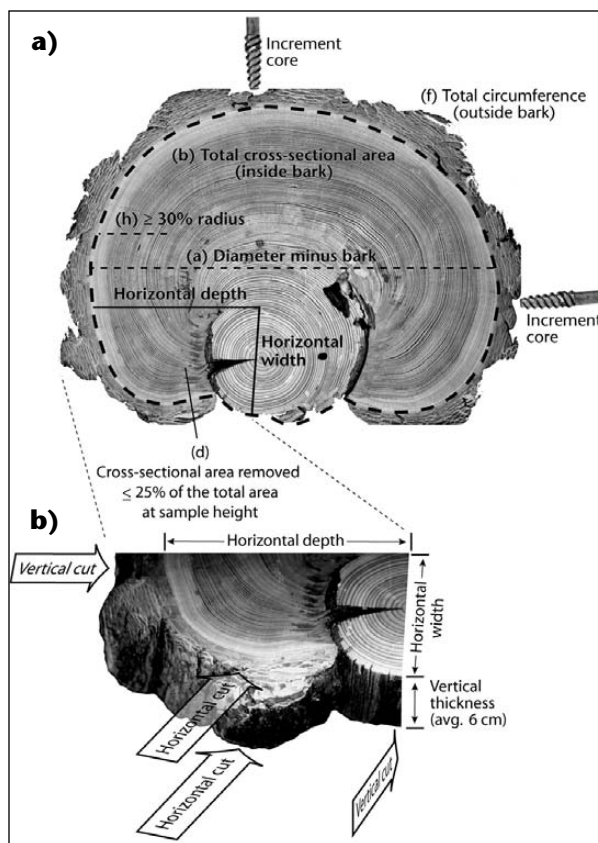 a)
Increment
core
(f) Total circumference
(outside bark)
(b) Total cross-sectional area
(inside bark)
(h) ≥ 30% radius
(a) Diameter minus bark
Horizontal depth
Horizontal
width
Increment
core
(d)
Cross-sectional area removed
≤ 25% of the total area
at sample height
b)
Horizontal depth
Vertical cut
Horizontal
width
Vertical
thickness
(avg. 6 cm)
Horizontal cut
Horizontal cut
Vertical cut